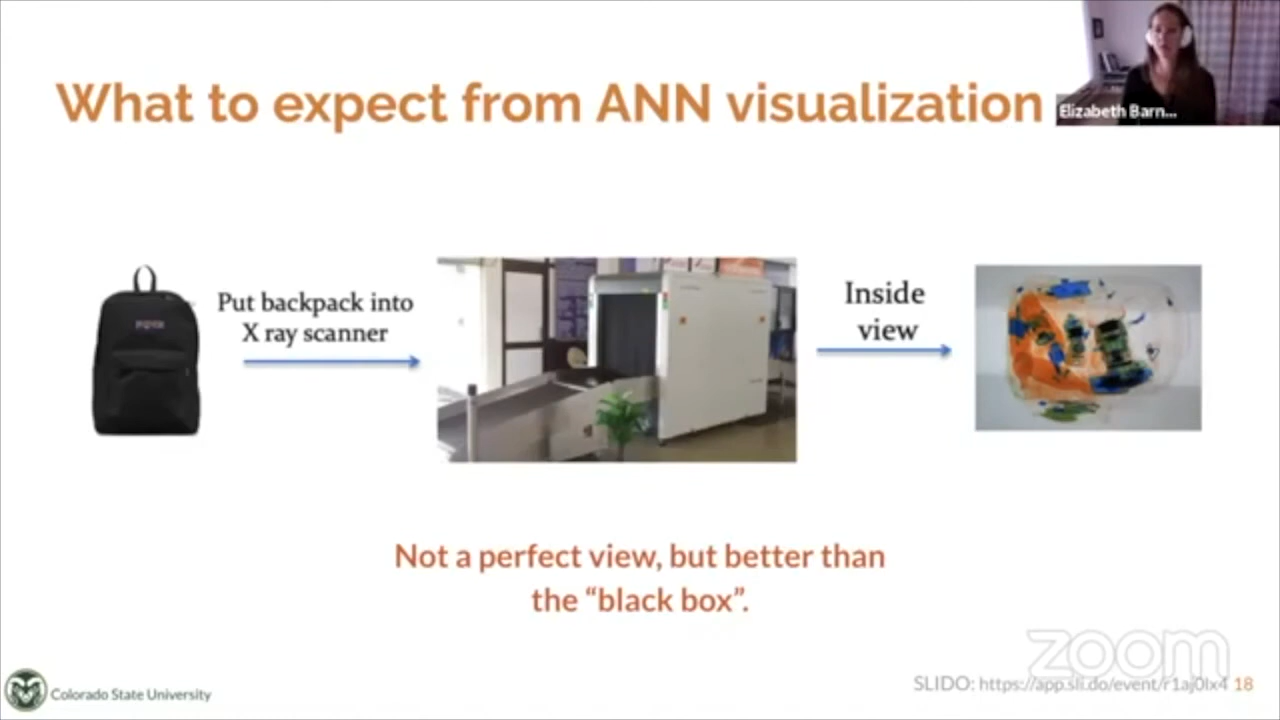 What to expect from ANN visualization
Elizabeth Barn...
Put backpack into
X ray scanner
Inside
view
Not a perfect view, but better than
the “black box”.
zoom
Colorado State University
SLIDO: https://app.sli.do/event/r1aj0lx4 18